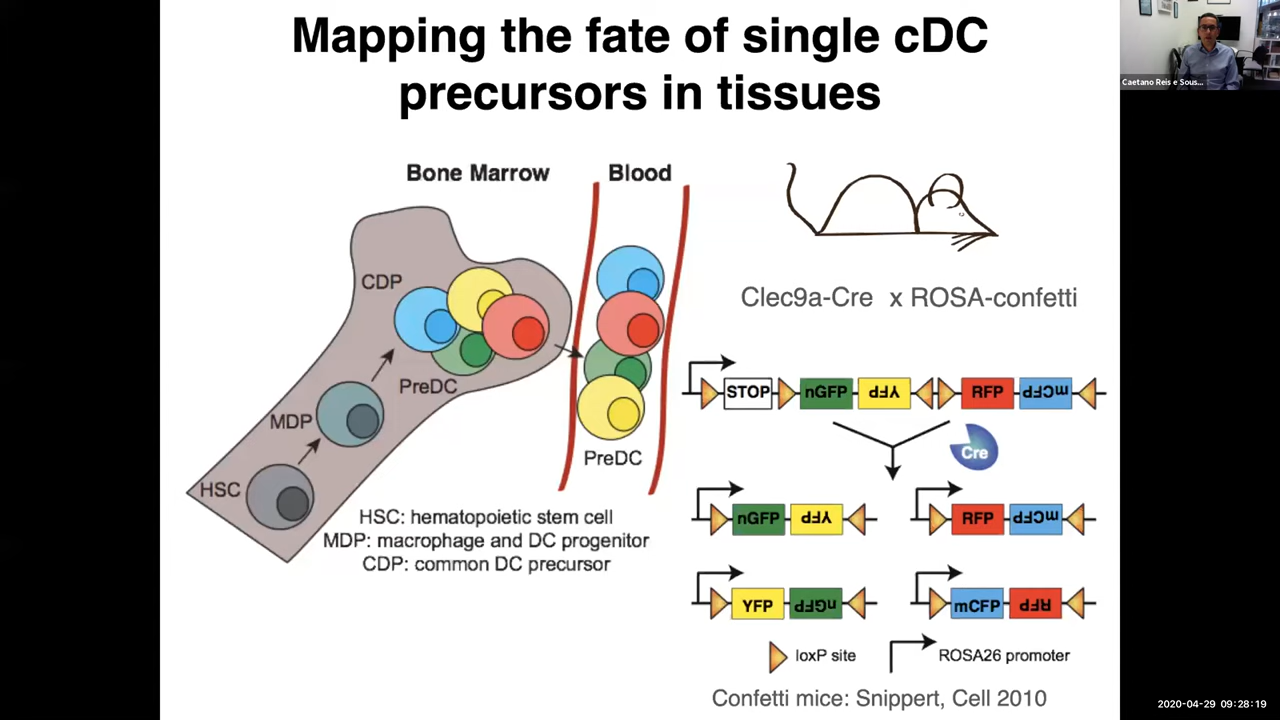 Mapping the fate of single cDC
precursors in tissues
Caetano Reis e Sous...
Bone Marrow
Blood
CDP
PreDC
MDP
HSC
PreDC
HSC: hematopoietic stem cell
MDP: macrophage and DC progenitor
CDP: common DC precursor
Clec9a-Cre x ROSA-confetti
STOP nGFP YFP RFP mCFP
Cre
nGFP YFP RFP mCFP
YFP nGFP mCFP RFP
loxP site ROSA26 promoter
Confetti mice: Snippert, Cell 2010
2020-04-29 09:28:19